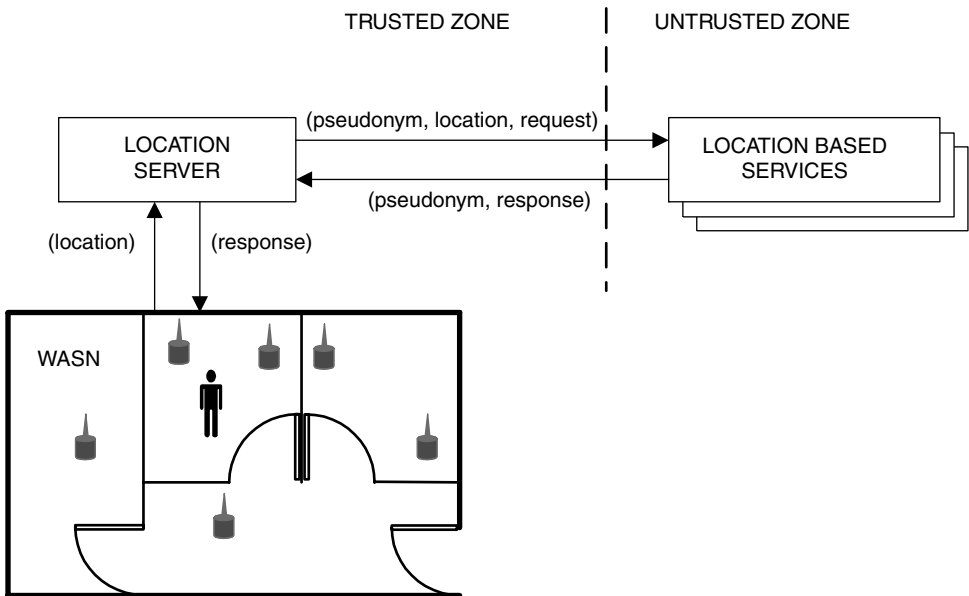 TRUSTED ZONE
UNTRUSTED ZONE
(pseudonym, location, request)
LOCATION
SERVER
LOCATION BASED
SERVICES
(pseudonym, response)
(location)
(response)
WASN